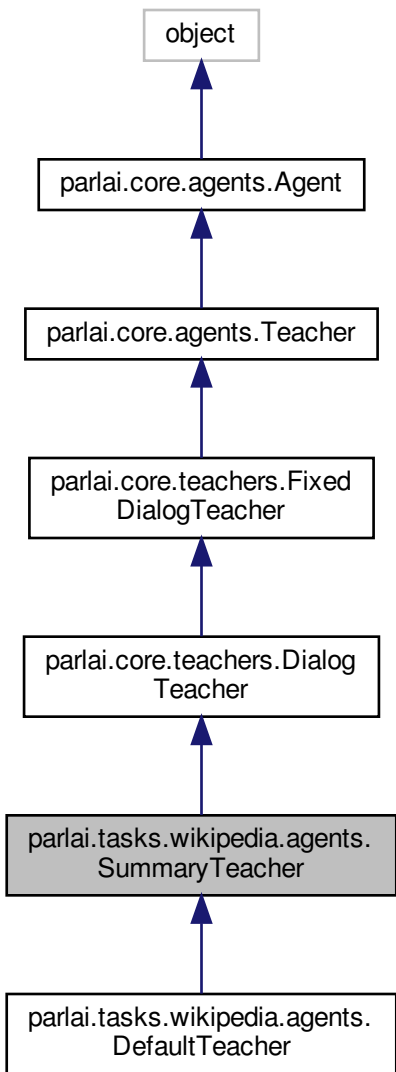 object
parlai.core.agents.Agent
parlai.core.agents.Teacher
parlai.core.teachers.Fixed
DialogTeacher
parlai.core.teachers.Dialog
Teacher
parlai.tasks.wikipedia.agents.
SummaryTeacher
parlai.tasks.wikipedia.agents.
DefaultTeacher